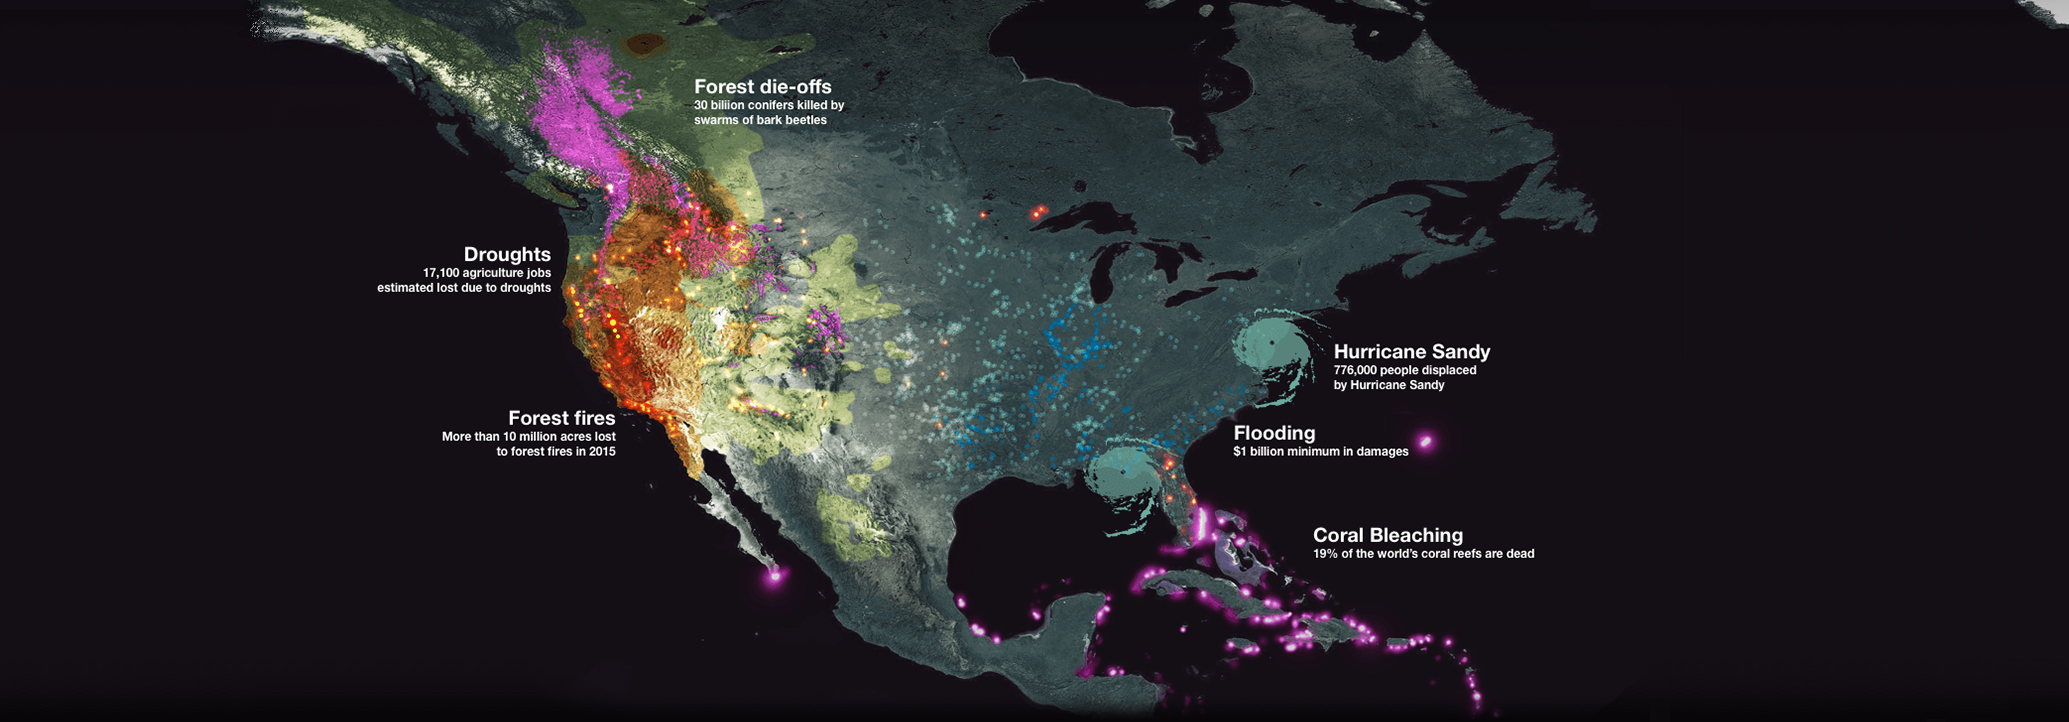 Forest die-offs
30 biliion conifers killed by
swarms of bark beetles
Droughts
17,100 agriculture jobs
estimated lost due to droughts
Hurricane Sandy
776,000 people displaced
by Hurricane Sandy
Forest fires
More than 10 million acres lost
to forest fires in 2015
Flooding
$1 billion minimum in damages
Coral Bleaching
19% of the world's coral reefs are dead